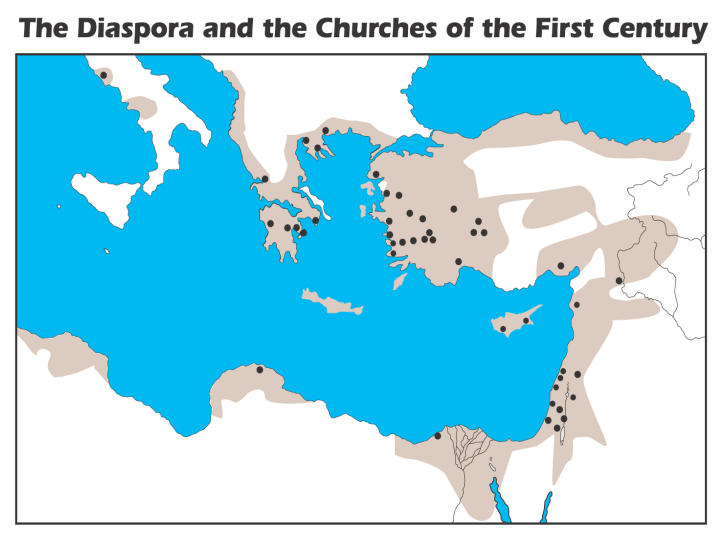 The Diaspora and the Churches of the First Century